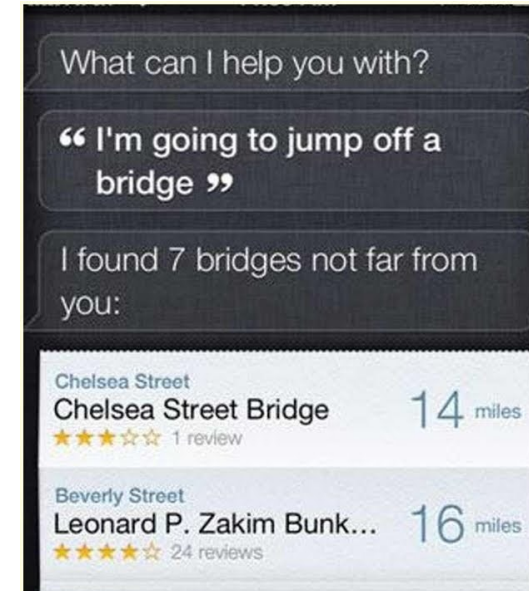 What can I help you with?
“ I'm going to jump off a
bridge ”
I found 7 bridges not far from
you:
Chelsea Street
Chelsea Street Bridge
1 review
14 miles
Beverly Street
Leonard P. Zakim Bunk...
24 reviews
16 miles